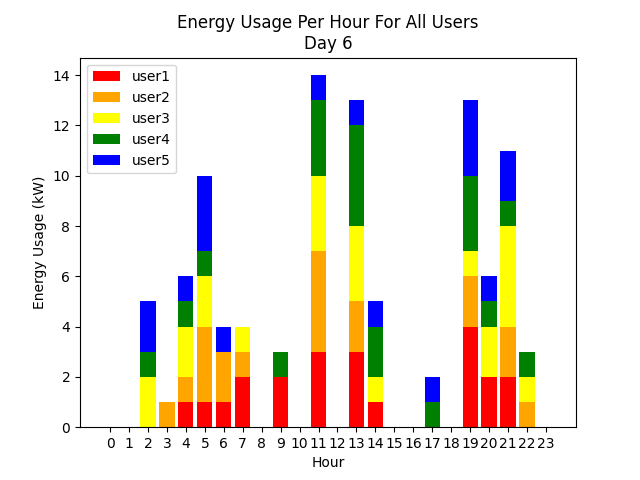 Energy Usage Per Hour For All Users
Day 6
14
12
10
8
6
4
2
0
Energy Usage (kW)
user1
user2
user3
user4
user5
0 1 2 3 4 5 6 7 8 9 10 11 12 13 14 15 16 17 18 19 20 21 22 23
Hour